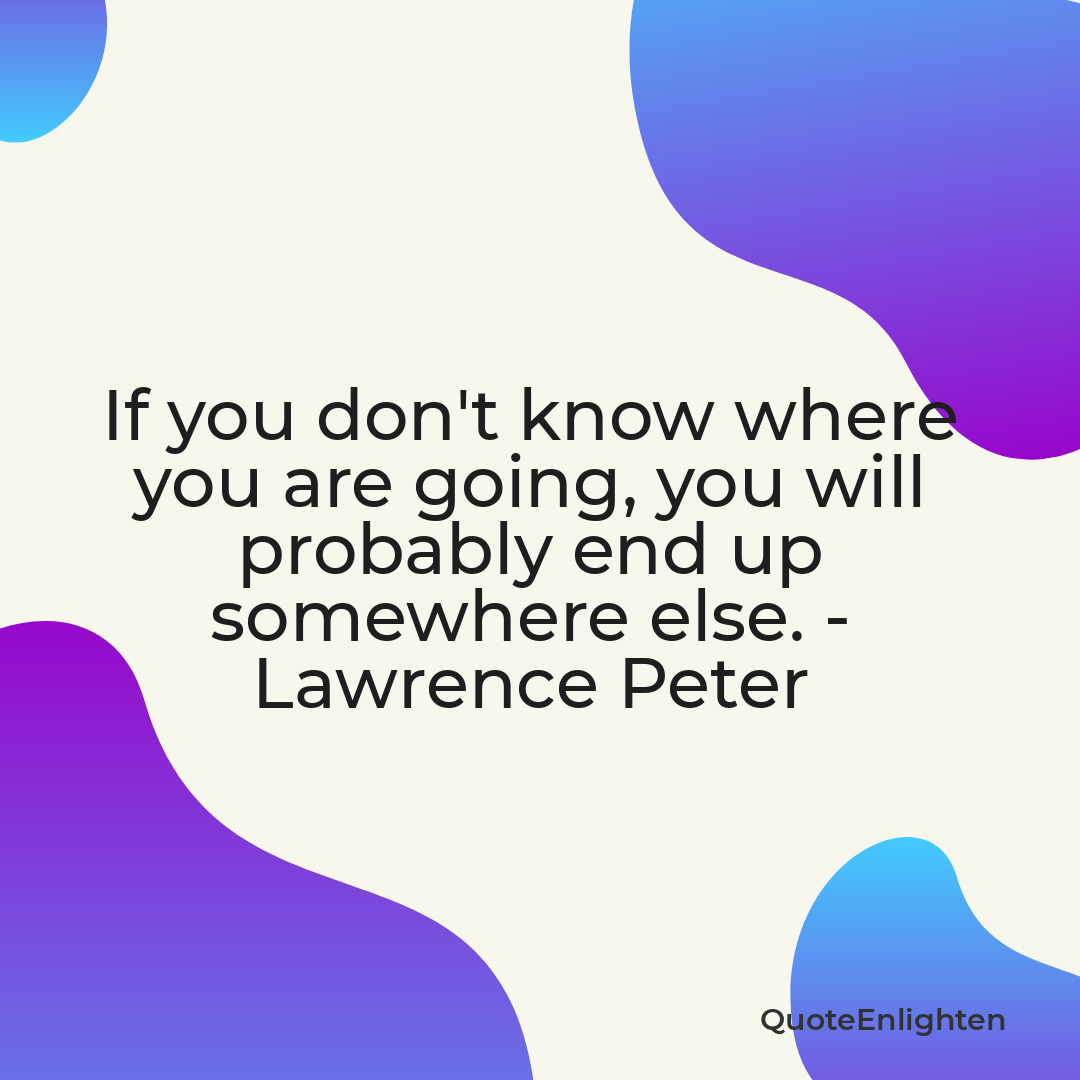 If you don't know where
you are going, you will
probably end up
somewhere else. -
Lawrence Peter
QuoteEnlighten